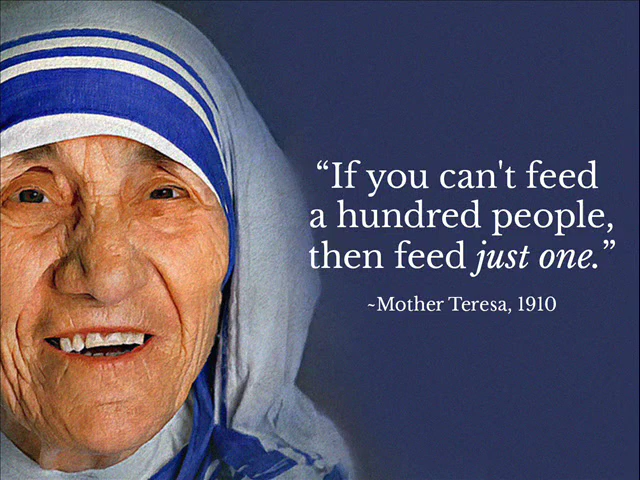 “If you can't feed
a hundred people,
then feed just one.”
~Mother Teresa, 1910